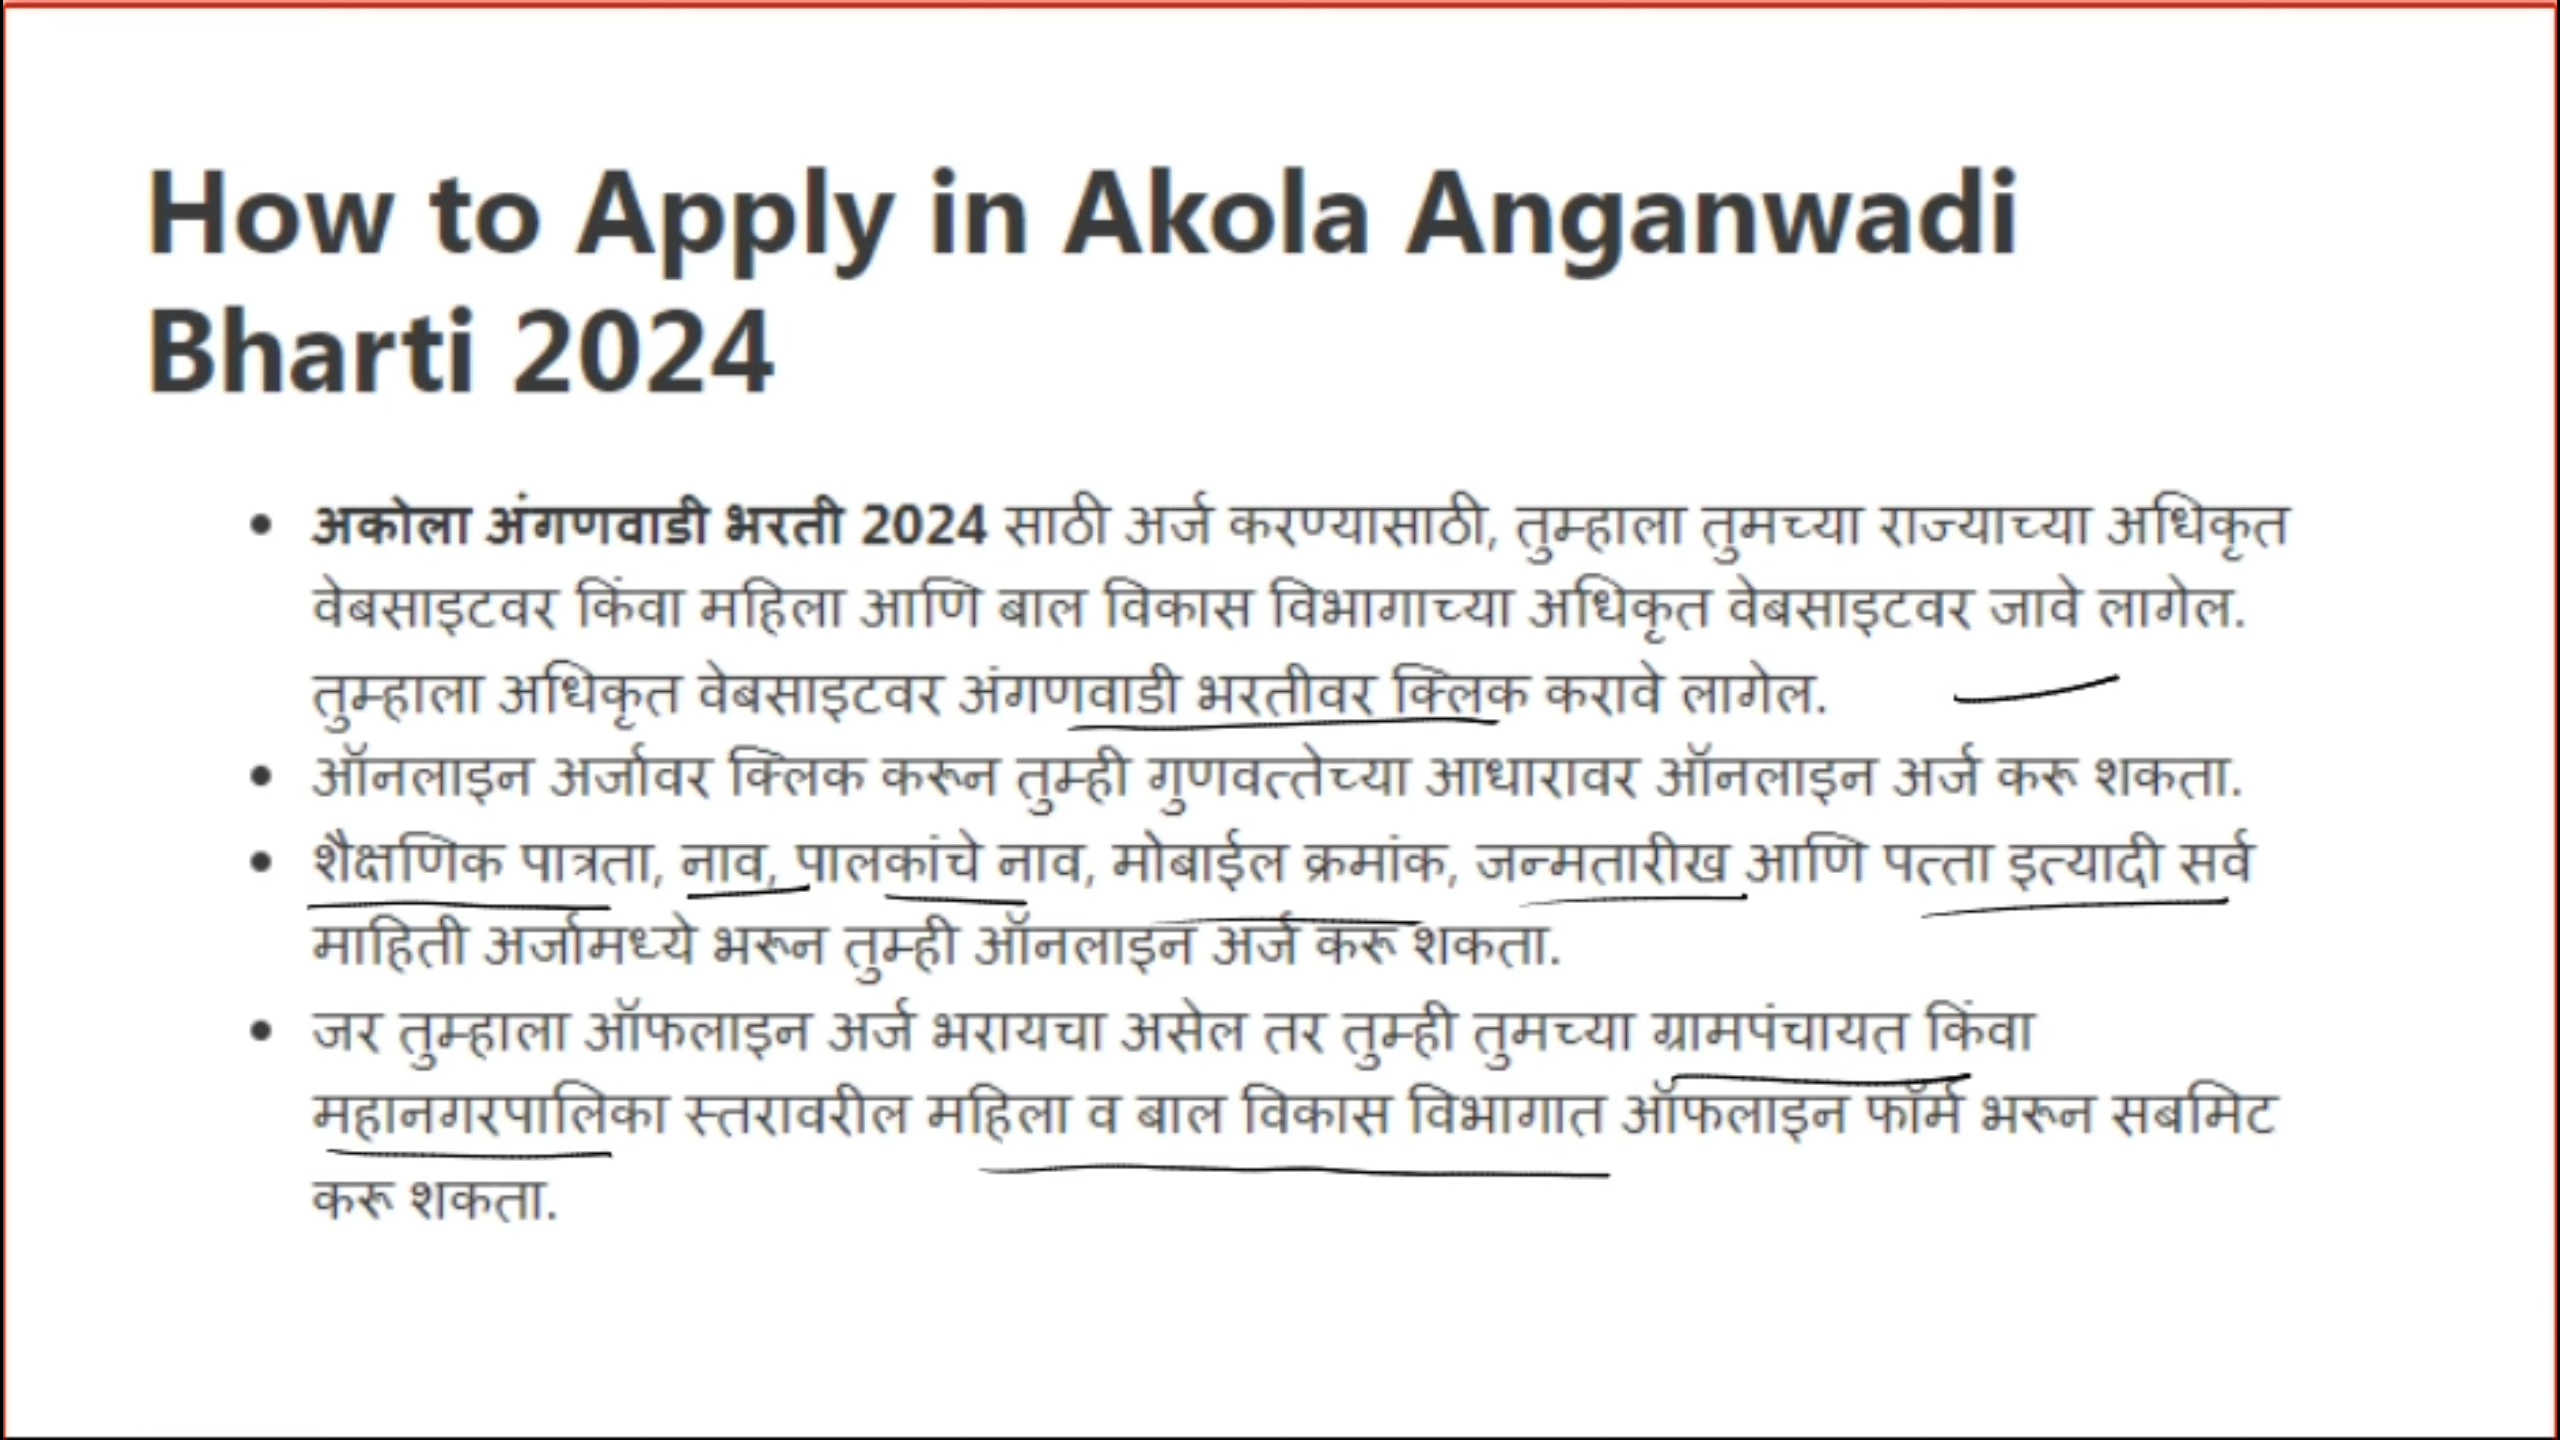 How to Apply in Akola Anganwadi
Bharti 2024
• अकोला अंगणवाडी भरती 2024 साठी अर्ज करण्यासाठी, तुम्हाला तुमच्या राज्याच्या अधिकृत
वेबसाइटवर किंवा महिला आणि बाल विकास विभागाच्या अधिकृत वेबसाइटवर जावे लागेल.
तुम्हाला अधिकृत वेबसाइटवर अंगणवाडी भरतीवर क्लिक करावे लागेल.
• ऑनलाइन अर्जावर क्लिक करून तुम्ही गुणवत्तेच्या आधारावर ऑनलाइन अर्ज करू शकता.
• शैक्षणिक पात्रता, नाव, पालकांचे नाव, मोबाईल क्रमांक, जन्मतारीख आणि पत्ता इत्यादी सर्व
माहिती अर्जामध्ये भरून तुम्ही ऑनलाइन अर्ज करू शकता.
• जर तुम्हाला ऑफलाइन अर्ज भरायचा असेल तर तुम्ही तुमच्या ग्रामपंचायत किंवा
महानगरपालिका स्तरावरील महिला व बाल विकास विभागात ऑफलाइन फॉर्म भरून सबमिट
करू शकता.